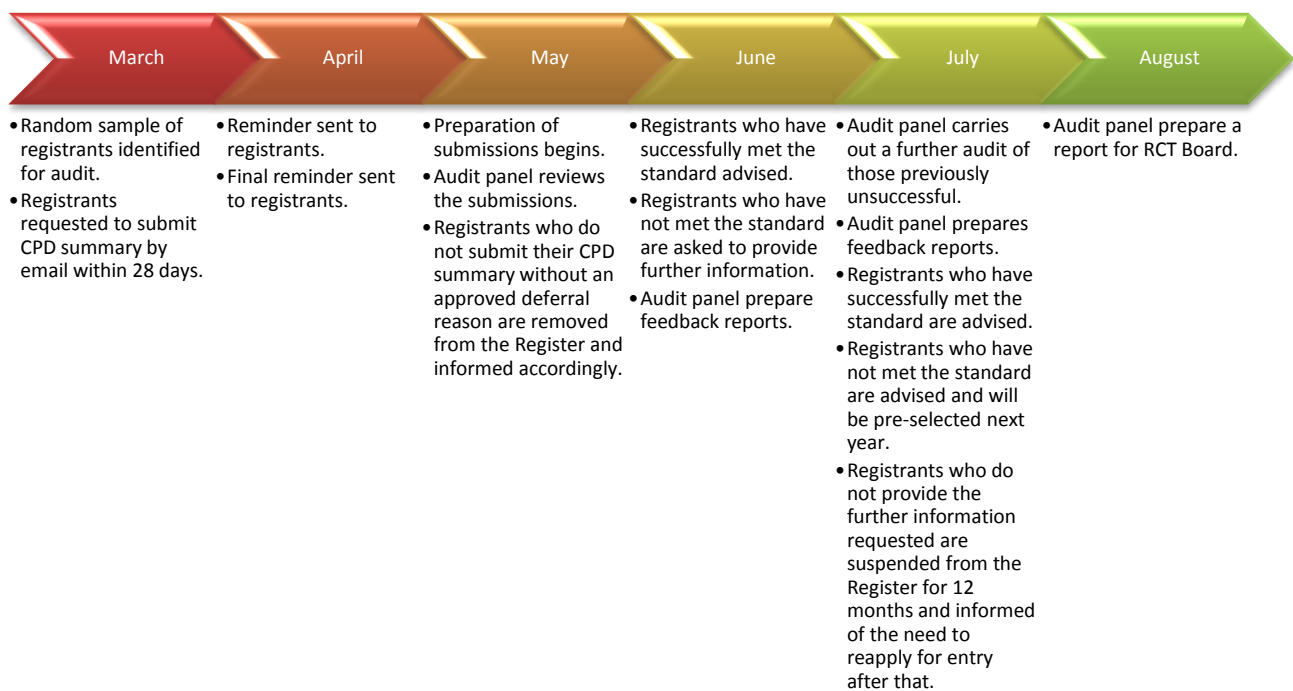 March
April
May
June
July
August
•Random sample of
registrants identified
for audit.
•Registrants
requested to submit
CPD summary by
email within 28 days.
•Reminder sent to
registrants.
•Final reminder sent
to registrants.
•Preparation of
submissions begins.
•Audit panel reviews
the submissions.
•Registrants who do
not submit their CPD
summary without an
approved deferral
reason are removed
from the Register and
informed accordingly.
•Registrants who have
successfully met the
standard advised.
•Registrants who have
not met the standard
are asked to provide
further information.
•Audit panel prepare
feedback reports.
•Audit panel carries
out a further audit of
those previously
unsuccessful.
•Audit panel prepares
feedback reports.
•Registrants who have
successfully met the
standard are advised.
•Registrants who have
not met the standard
are advised and will
be pre-selected next
year.
•Registrants who do
not provide the
further information
requested are
suspended from the
Register for 12
months and informed
of the need to
reapply for entry
after that.
•Audit panel prepare a
report for RCT Board.